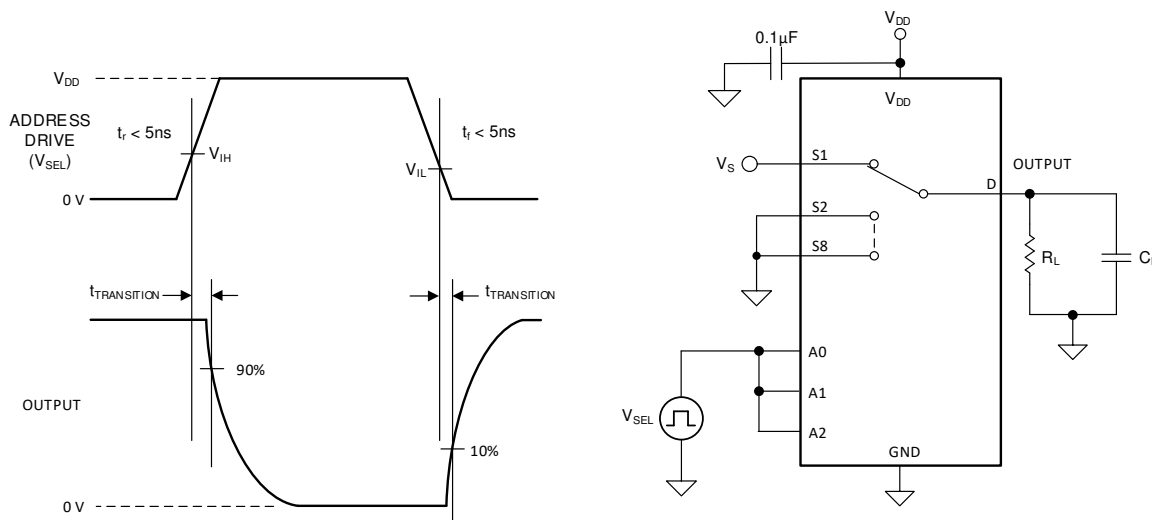 VDD
ADDRESS
DRIVE
(VSEL)
tr < 5ns
VIH
tf < 5ns
VIL
0 V
tTRANSITION
tTRANSITION
90%
OUTPUT
10%
0 V
VDD
0.1µF
VDD
VS
S1
OUTPUT
D
S2
S8
RL
A0
A1
VSEL
A2
GND